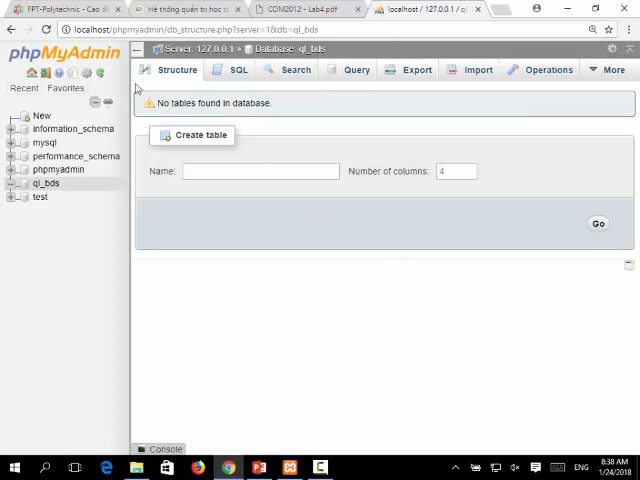 FPT-Polytechnic - Cao đ
Hệ thống quản trị học tậ
COM2012 - Lab4.pdf
localhost / 127.0.0.1 / ql
localhost/phpmyadmin/db_structure.php?server=1&db=ql_bds
phpMyAdmin
Recent Favorites
New
information_schema
mysql
performance_schema
phpmyadmin
ql_bds
test
Server: 127.0.0.1 » Database: ql_bds
Structure SQL Search Query Export Import Operations More
No tables found in database.
Create table
Name: Number of columns: 4
Go
Console
ENG
8:38 AM
1/24/2018